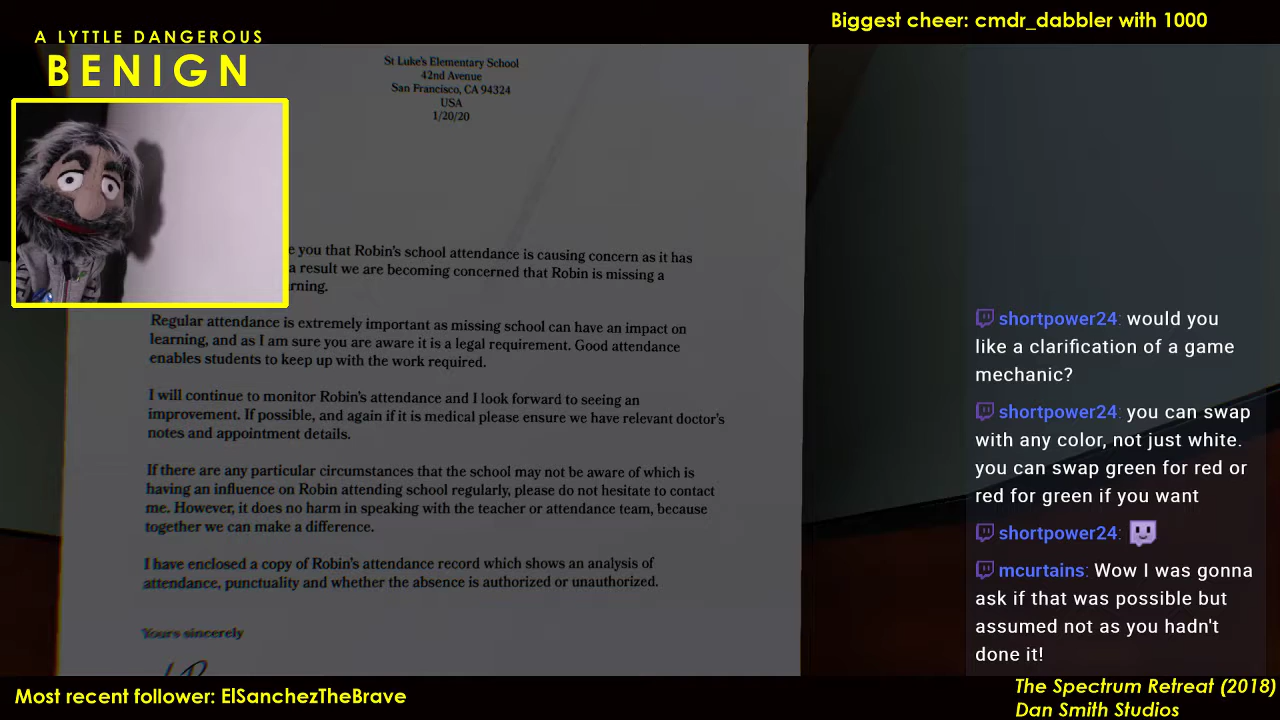 A LYTTLE DANGEROUS
BENIGN
Biggest cheer: cmdr_dabbler with 1000
St Luke's Elementary School
42nd Avenue
San Francisco, CA 94324
USA
1/20/20
e you that Robin's school attendance is causing concern as it has
a result we are becoming concerned that Robin is missing a
rning.
Regular attendance is extremely important as missing school can have an impact on
learning, and as I am sure you are aware it is a legal requirement. Good attendance
enables students to keep up with the work required.
I will continue to monitor Robin's attendance and I look forward to seeing an
improvement. If possible, and again if it is medical please ensure we have relevant doctor's
notes and appointment details.
If there are any particular circumstances that the school may not be aware of which is
having an influence on Robin attending school regularly, please do not hesitate to contact
me. However, it does no harm in speaking with the teacher or attendance team, because
together we can make a difference.
I have enclosed a copy of Robin's attendance record which shows an analysis of
attendance, punctuality and whether the absence is authorized or unauthorized.
Yours sincerely
shortpower24: would you
like a clarification of a game
mechanic?
shortpower24: you can swap
with any color, not just white.
you can swap green for red or
red for green if you want
shortpower24:
mcurtains: Wow I was gonna
ask if that was possible but
assumed not as you hadn't
done it!
Most recent follower: ElSanchezTheBrave
The Spectrum Retreat (2018)
Dan Smith Studios